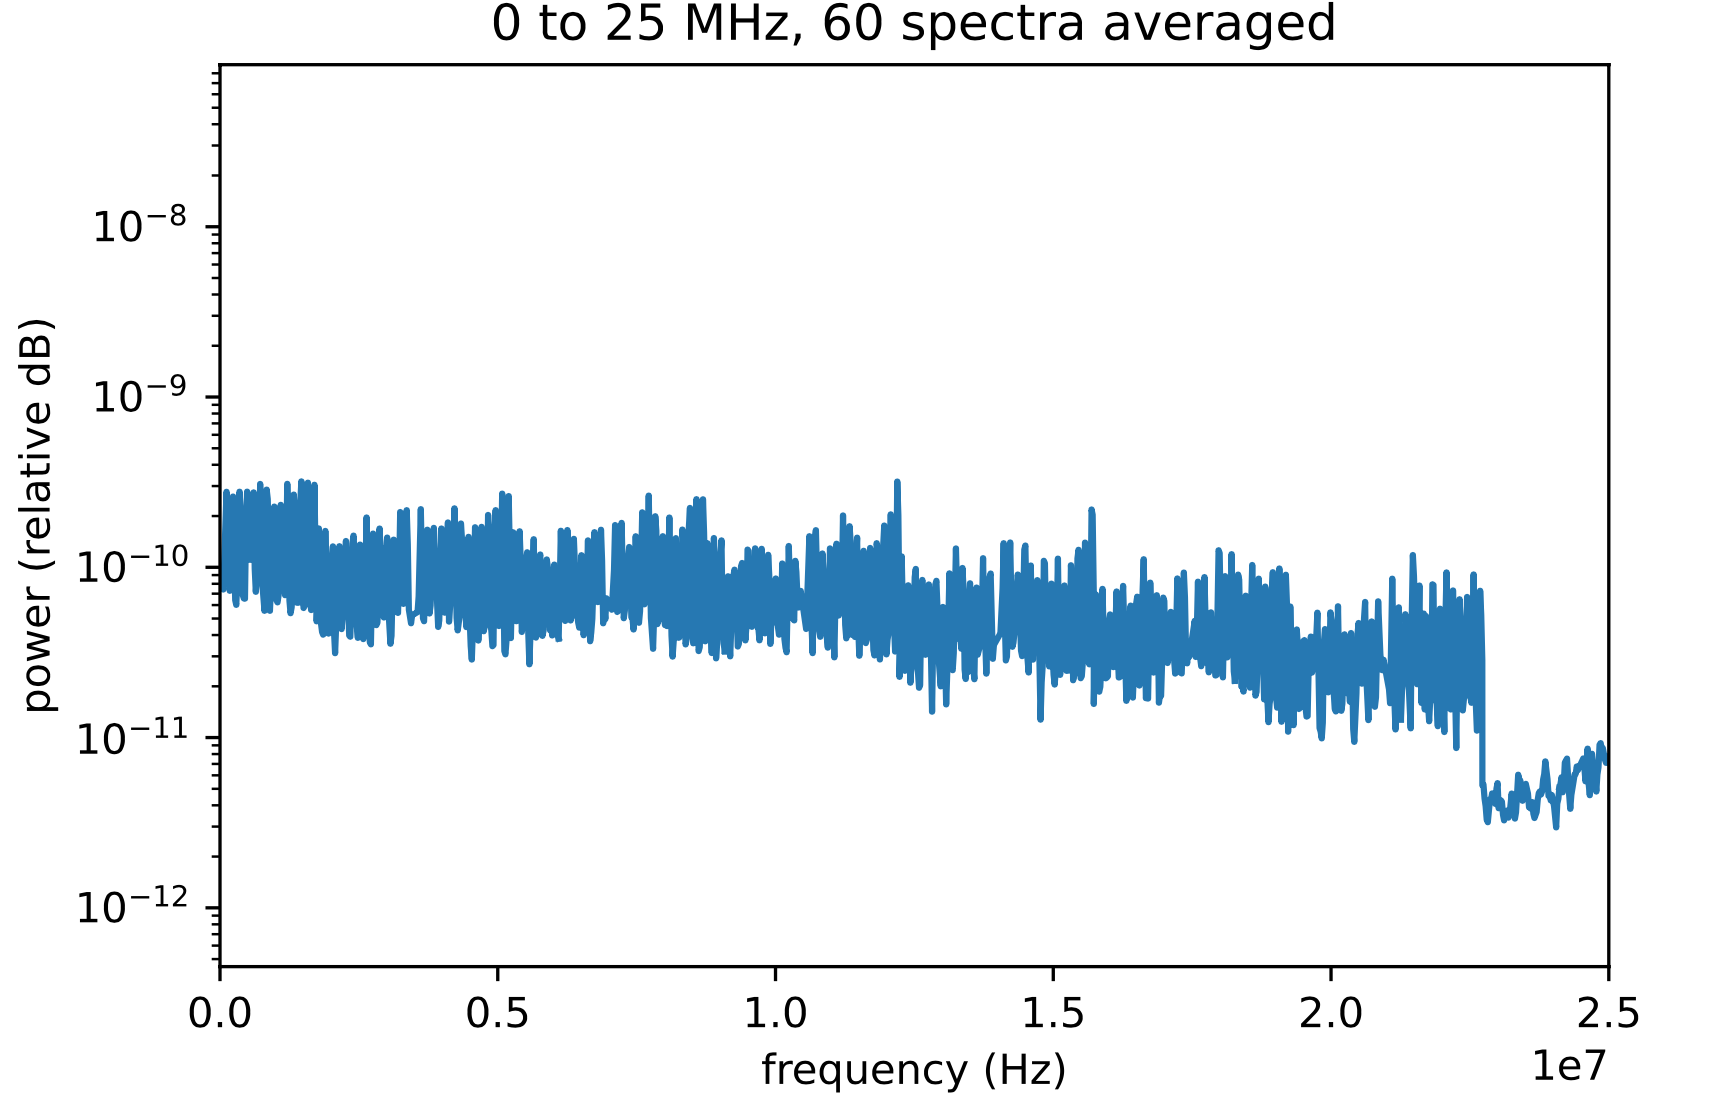 0 to 25 MHz, 60 spectra averaged
power (relative dB)
10⁻⁸
10⁻⁹
10⁻¹⁰
10⁻¹¹
10⁻¹²
0.0 0.5 1.0 1.5 2.0 2.5
frequency (Hz)
1e7